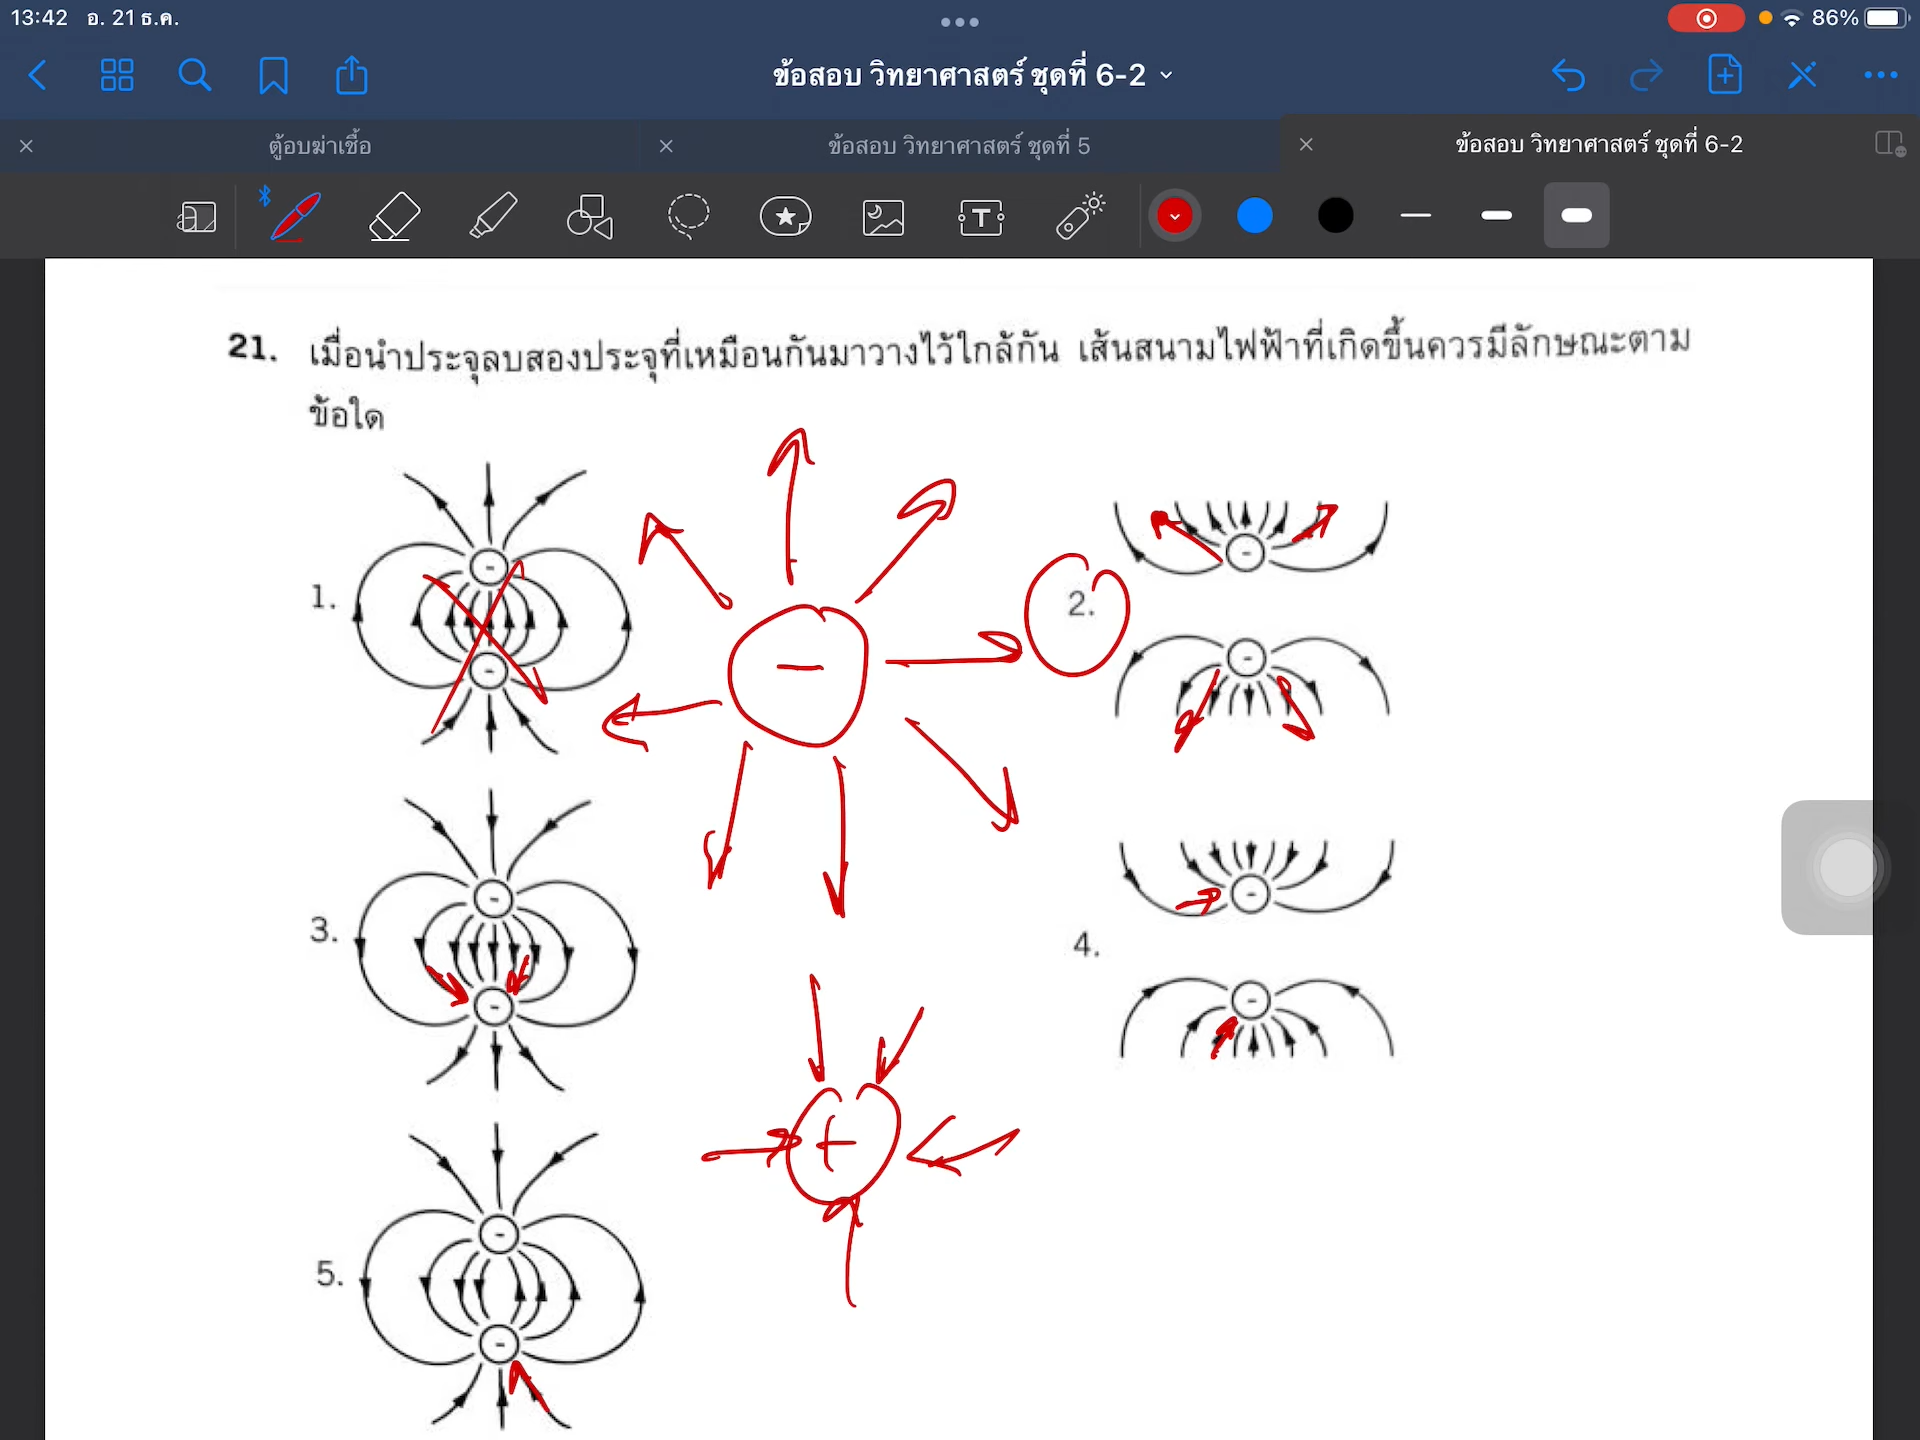 13:42 อ. 21 ธ.ค.
86%
ข้อสอบ วิทยาศาสตร์ ชุดที่ 6-2
ตู้อบฆ่าเชื้อ
ข้อสอบ วิทยาศาสตร์ ชุดที่ 5
ข้อสอบ วิทยาศาสตร์ ชุดที่ 6-2
21. เมื่อนำประจุลบสองประจุที่เหมือนกันมาวางไว้ใกล้กัน เส้นสนามไฟฟ้าที่เกิดขึ้นควรมีลักษณะตาม
ข้อใด
1.
2.
3.
4.
5.